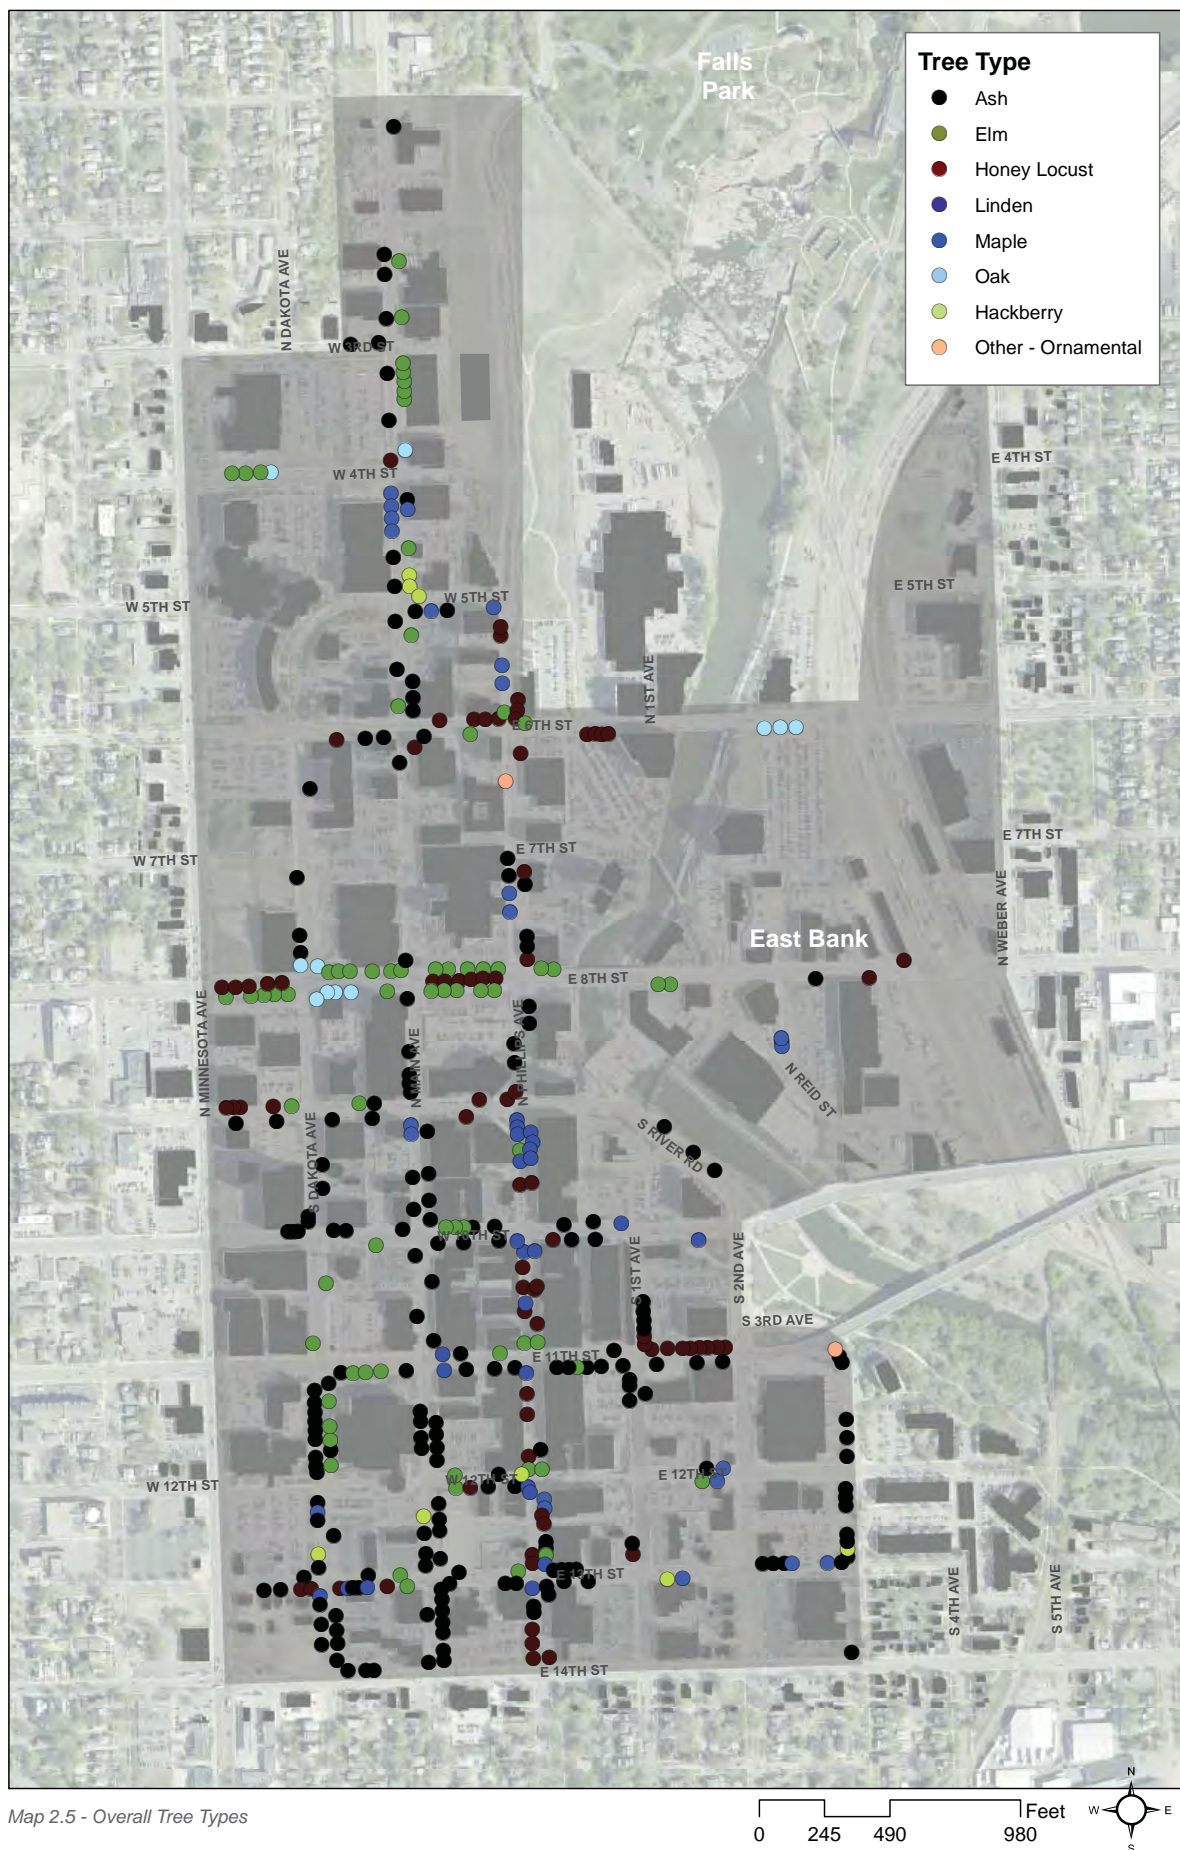 Falls
Park
Tree Type
Ash
Elm
Honey Locust
Linden
Maple
Oak
Hackberry
Other - Ornamental
N DAKOTA AVE
W 3RD ST
W 4TH ST
E 4TH ST
W 5TH ST
W 5TH ST
E 5TH ST
N 1ST AVE
E 6TH ST
E 7TH ST
W 7TH ST
E 7TH ST
N WEBER AVE
East Bank
E 8TH ST
N MINNESOTA AVE
N MAIN AVE
N PHILLIPS AVE
N REID ST
S DAKOTA AVE
S RIVER RD
W 10TH ST
S 1ST AVE
S 2ND AVE
S 3RD AVE
E 11TH ST
W 12TH ST
W 12TH ST
E 12TH ST
E 13TH ST
S 4TH AVE
S 5TH AVE
E 14TH ST
Map 2.5 - Overall Tree Types
Feet
0 245 490 980
N
W E
S